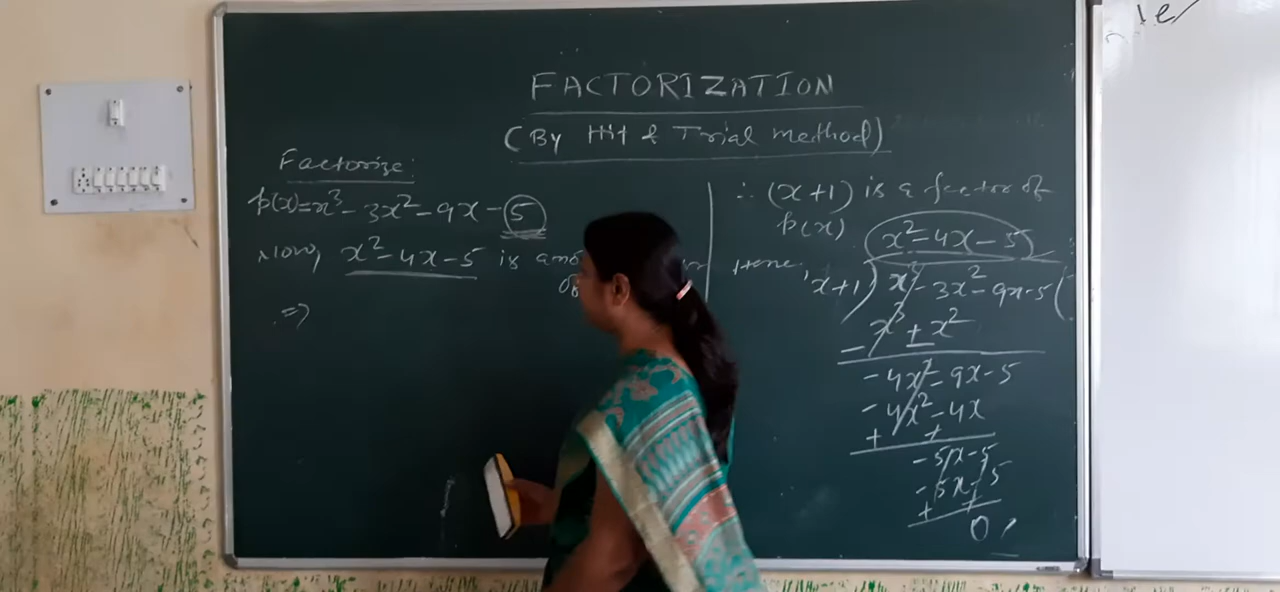 FACTORIZATION
(By Hit & Trial method)
Factorize:
p(x)=x³-3x²-9x-5
Now, x²-4x-5 is
of
⇒
∴ (x+1) is a factor of
p(x)
x²-4x-5
Hence, x+1) x³-3x²-9x-5(
x³+x²
-
-4x²-9x-5
-4x²-4x
+ +
-5x-5
-5x-5
+ +
0